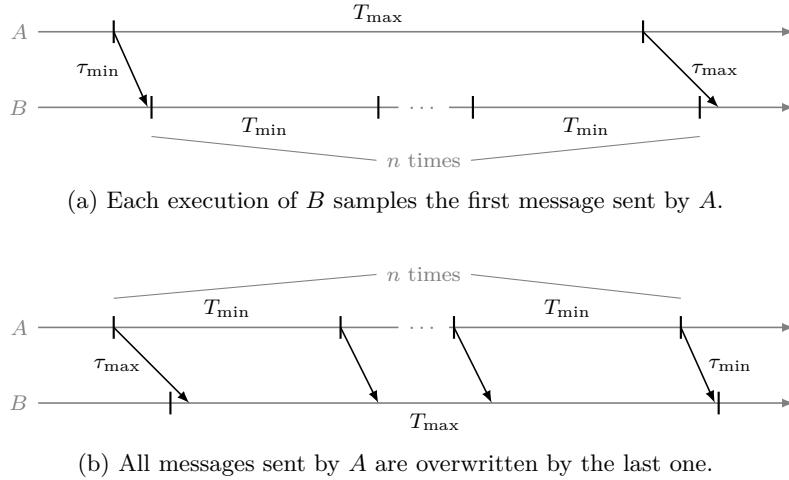 T_max
A
τ_min τ_max
B
T_min ··· T_min
n times
(a) Each execution of B samples the first message sent by A.
n times
T_min T_min
A ···
τ_max τ_min
B
T_max
(b) All messages sent by A are overwritten by the last one.